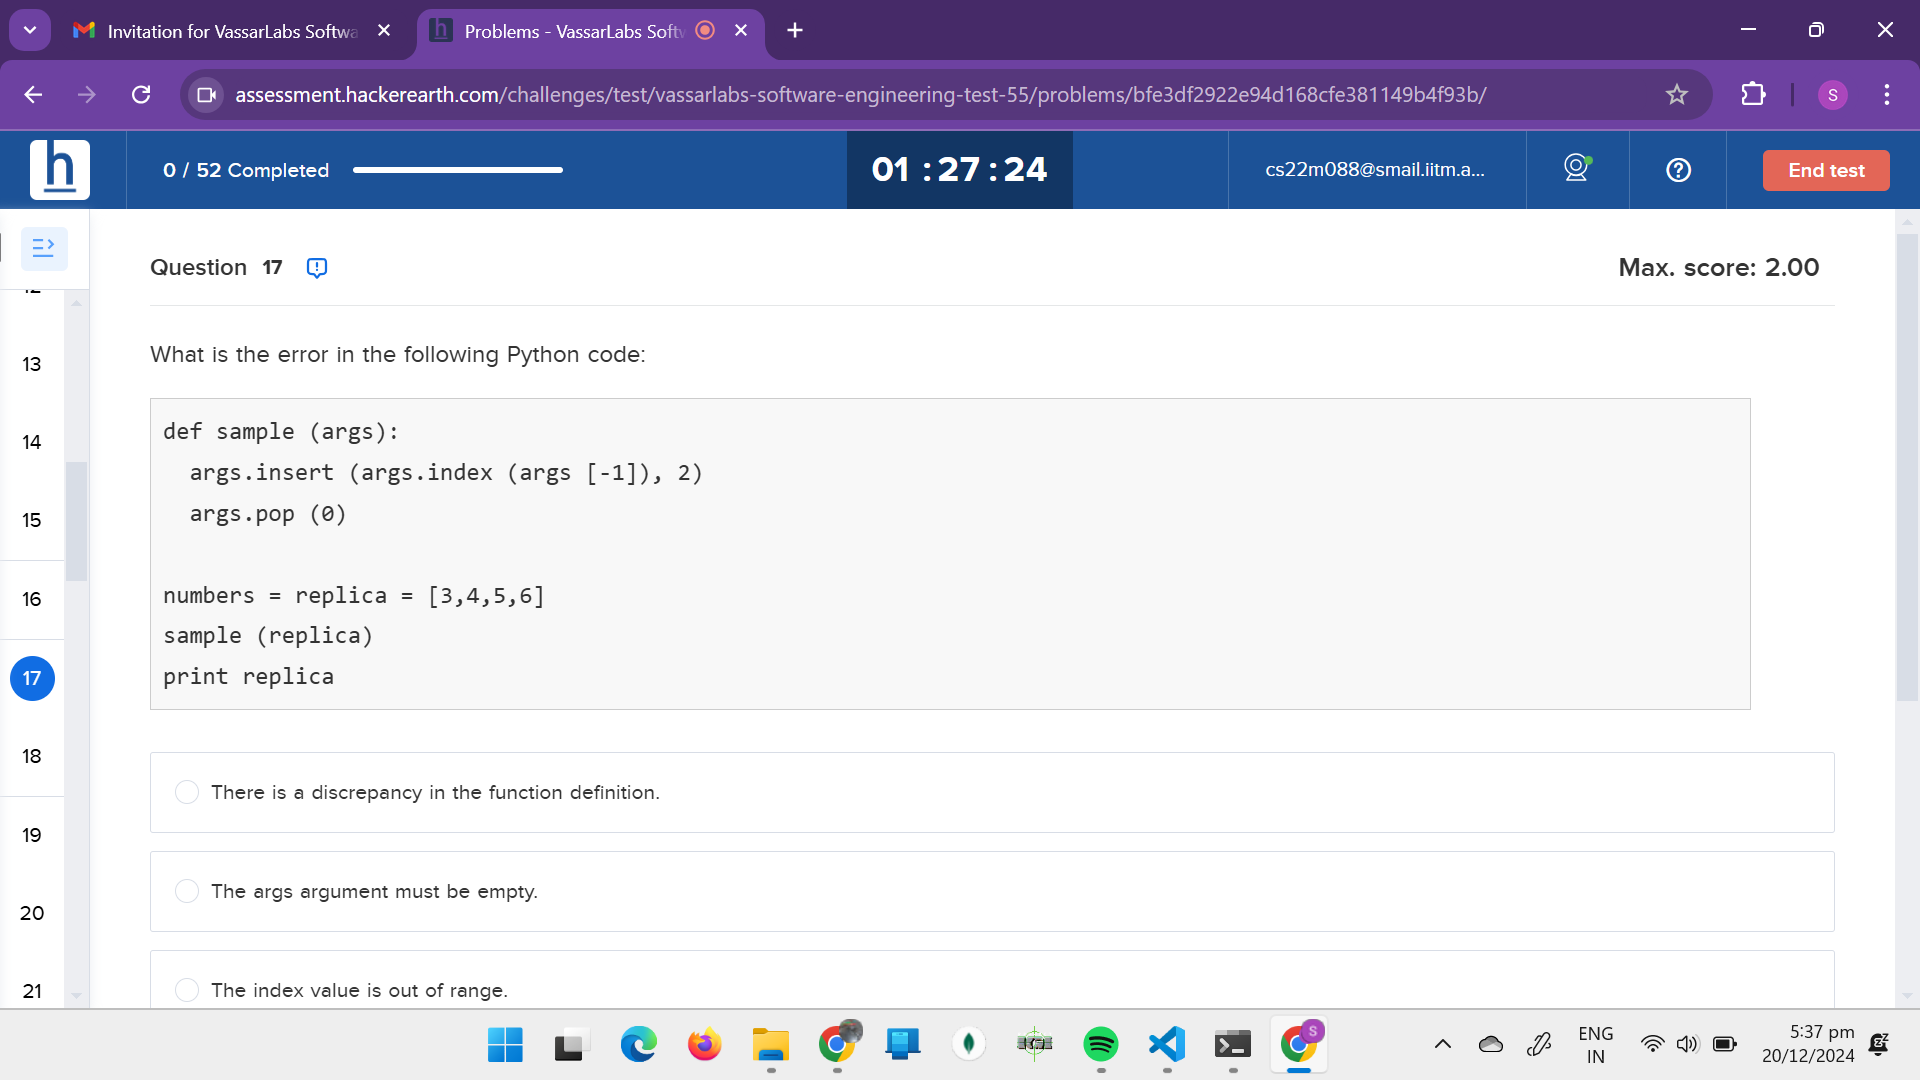 Invitation for VassarLabs Softwa
Problems - VassarLabs Softw
assessment.hackerearth.com/challenges/test/vassarlabs-software-engineering-test-55/problems/bfe3df2922e94d168cfe381149b4f93b/
S
h
0 / 52 Completed
01 : 27 : 24
cs22m088@smail.iitm.a...
End test
Question 17
Max. score: 2.00
12
13
14
15
16
17
18
19
20
21
What is the error in the following Python code:
def sample (args):
  args.insert (args.index (args [-1]), 2)
  args.pop (0)
numbers = replica = [3,4,5,6]
sample (replica)
print replica
There is a discrepancy in the function definition.
The args argument must be empty.
The index value is out of range.
S
ENG
IN
5:37 pm
20/12/2024